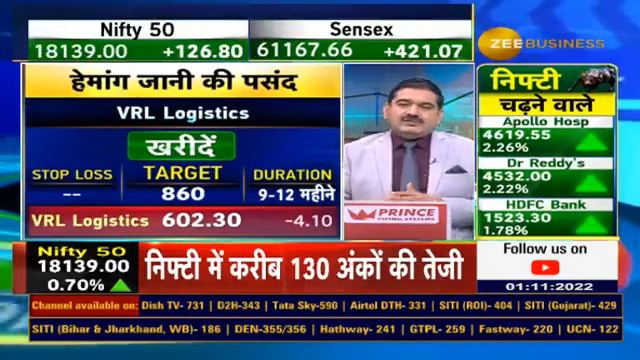 Nifty 50
18139.00 +126.80
Sensex
61167.66 +421.07
ZEE BUSINESS
हेमांग जानी की पसंद
VRL Logistics
खरीदें
STOP LOSS
--
TARGET
860
DURATION
9-12 महीने
VRL Logistics 602.30 -4.10
PRINCE
निफ्टी
चढ़ने वाले
Apollo Hosp
4619.55
2.26%
Dr Reddy's
4532.00
2.22%
HDFC Bank
1523.30
1.78%
Nifty 50
18139.00
0.70%
निफ्टी में करीब 130 अंकों की तेजी
Follow us on
01:11:2022
Channel available on: Dish TV- 731 | D2H-343 | Tata Sky-590 | Airtel DTH- 331 | SITI (ROI)- 404 | SITI (Gujarat)- 429
SITI (Bihar & Jharkhand, WB)- 186 | DEN-355/356 | Hathway- 241 | GTPL- 259 | Fastway- 220 | UCN- 122